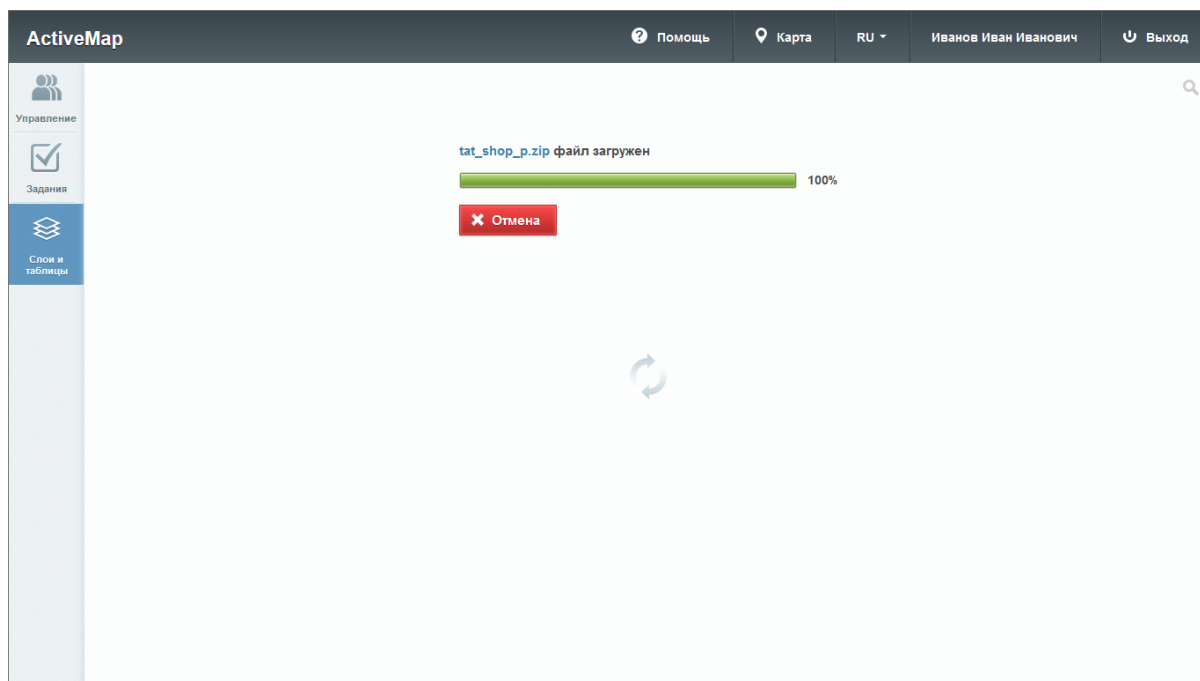 ActiveMap
Помощь
Карта
RU
Иванов Иван Иванович
Выход
Управление
Задания
Слои и
таблицы
tat_shop_p.zip файл загружен
100%
Отмена